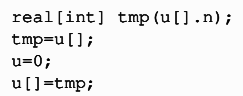 real[int] tmp(u[].n);
tmp=u[];
u=0;
u[]=tmp;